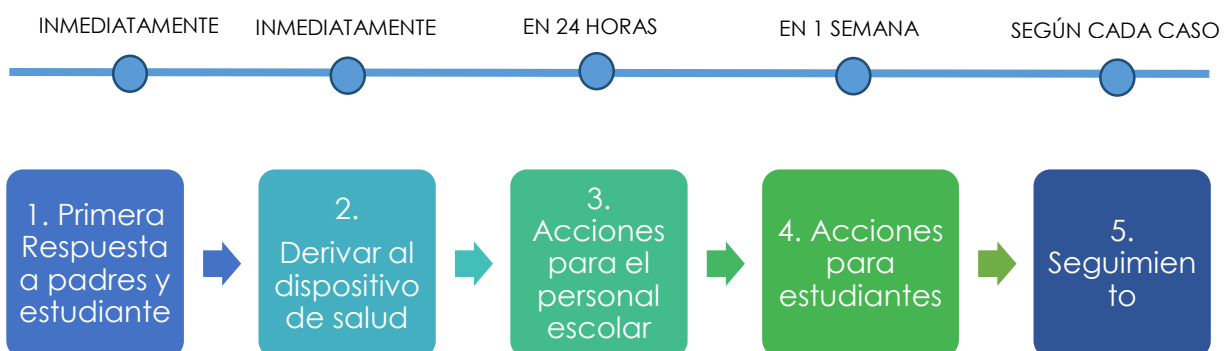 INMEDIATAMENTE
INMEDIATAMENTE
EN 24 HORAS
EN 1 SEMANA
SEGÚN CADA CASO
1. Primera
Respuesta
a padres y
estudiante
2.
Derivar al
dispositivo
de salud
3.
Acciones
para el
personal
escolar
4. Acciones
para
estudiantes
5.
Seguimien
to